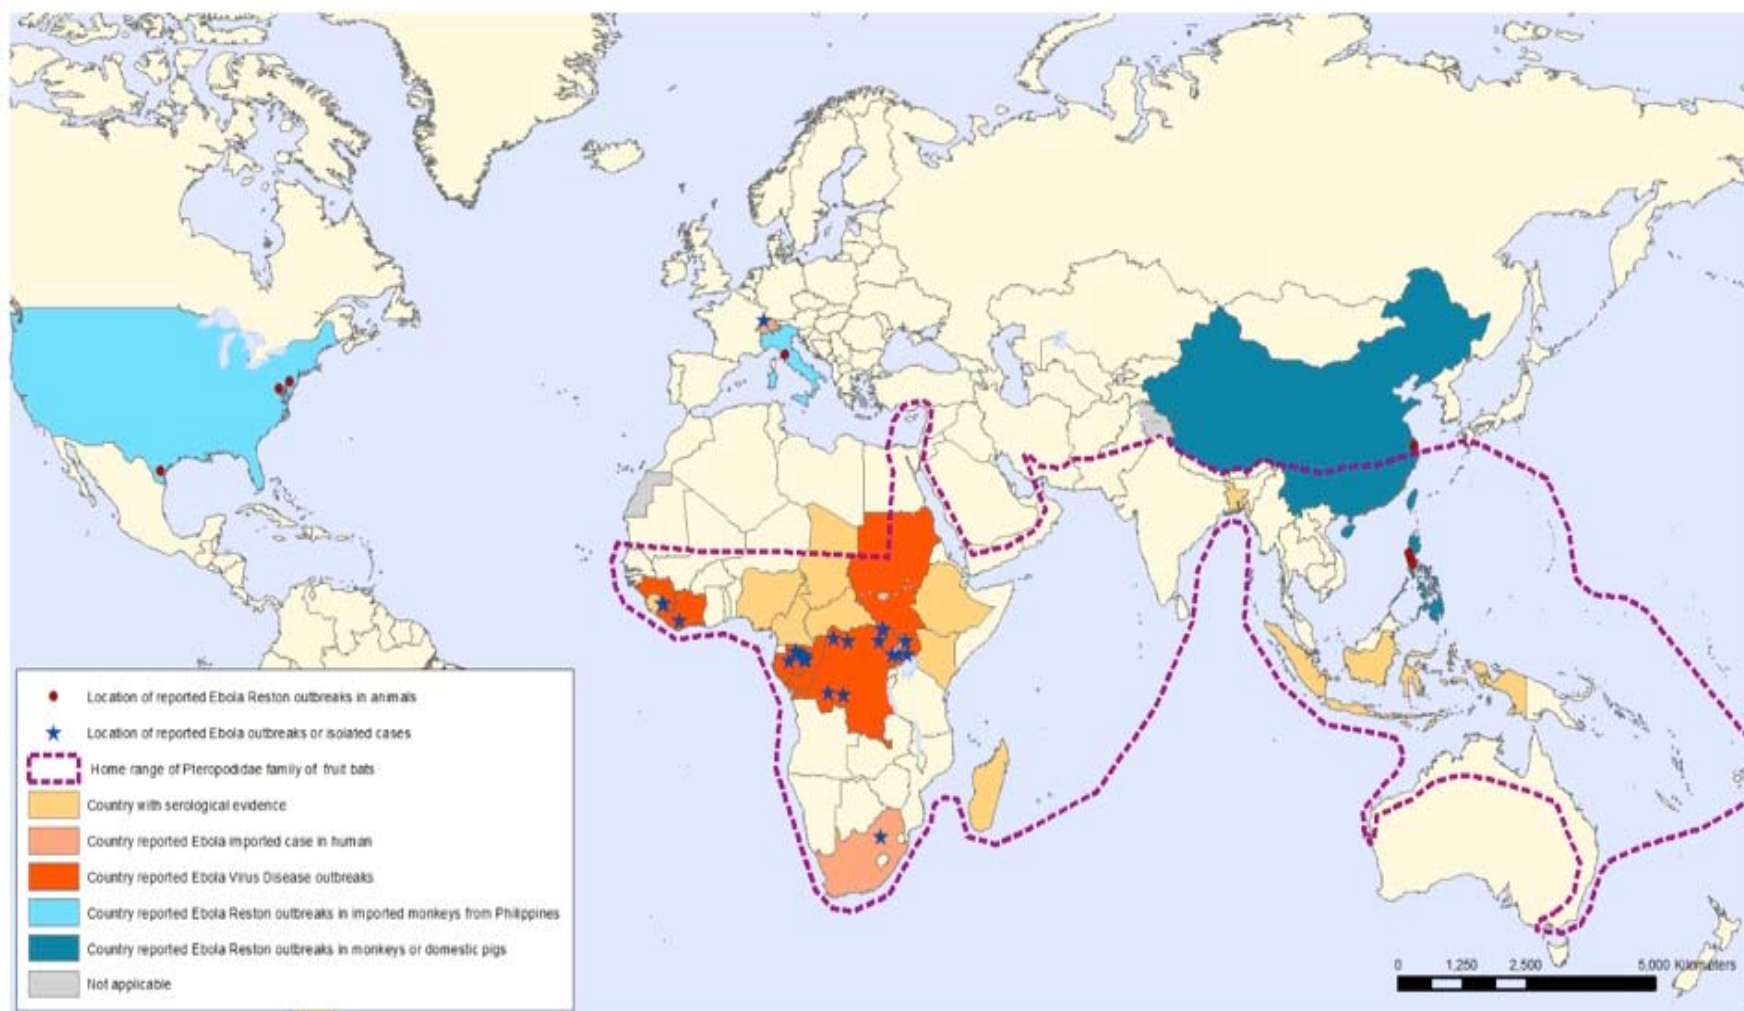 Location of reported Ebola Reston outbreaks in animals
Location of reported Ebola outbreaks or isolated cases
Home range of Pteropodidae family of fruit bats
Country with serological evidence
Country reported Ebola imported case in human
Country reported Ebola Virus Disease outbreaks
Country reported Ebola Reston outbreaks in imported monkeys from Philippines
Country reported Ebola Reston outbreaks in monkeys or domestic pigs
Not applicable
0 1,250 2,500 5,000 Kilometers